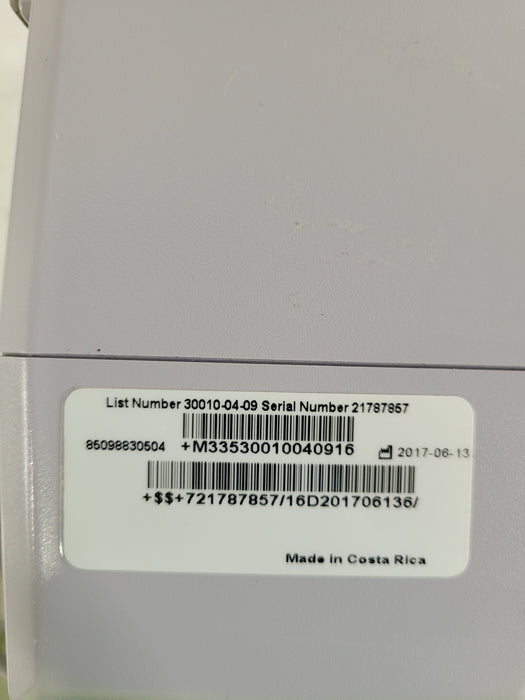 List Number 30010-04-09 Serial Number 21787857
85098830504 +M33530010040916 2017-06-13
+$$+721787857/16D201706136/
Made in Costa Rica